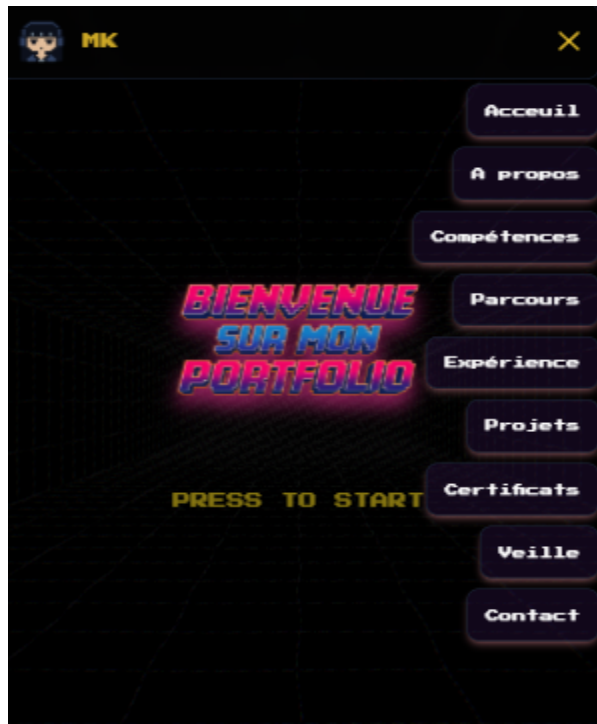 MK
Acceuil
A propos
Compétences
Parcours
Expérience
Projets
Certificats
Veille
Contact
BIENVENUE
SUR MON
PORTFOLIO
PRESS TO START